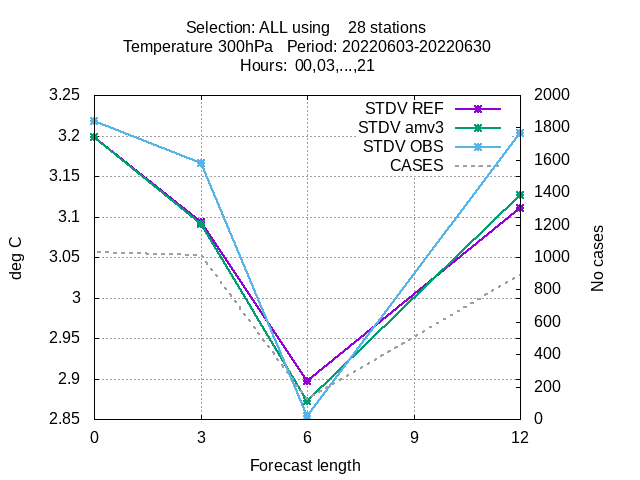 Selection: ALL using    28 stations
Temperature 300hPa   Period: 20220603-20220630
Hours:  00,03,...,21
STDV REF
STDV amv3
STDV OBS
CASES
3.25
3.2
3.15
3.1
3.05
3
2.95
2.9
2.85
deg C
2000
1800
1600
1400
1200
1000
800
600
400
200
0
No cases
0 3 6 9 12
Forecast length